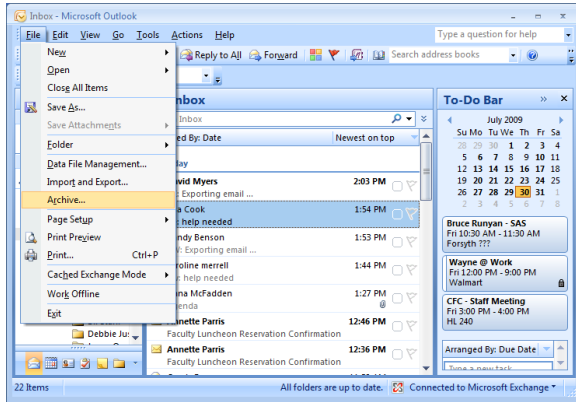 Inbox - Microsoft Outlook
File Edit View Go Tools Actions Help
Type a question for help
Reply to All Forward Search address books
New
Open
Close All Items
Save As...
Save Attachments
Folder
Data File Management...
Import and Export...
Archive...
Page Setup
Print Preview
Print... Ctrl+P
Cached Exchange Mode
Work Offline
Exit
Debbie Ju
nbox
Inbox
ed By: Date Newest on top
day
vid Myers 2:03 PM
: Exporting email ...
a Cook 1:54 PM
: help needed
ndy Benson 1:53 PM
V: Exporting email ...
roline merrell 1:44 PM
: help needed
nna McFadden 1:27 PM
enda
Annette Parris 12:46 PM
Faculty Luncheon Reservation Confirmation
Annette Parris 12:36 PM
Faculty Luncheon Reservation Confirmation
To-Do Bar
July 2009
Su Mo Tu We Th Fr Sa
28 29 30 1 2 3 4
5 6 7 8 9 10 11
12 13 14 15 16 17 18
19 20 21 22 23 24 25
26 27 28 29 30 31 1
2 3 4 5 6 7 8
Bruce Runyan - SAS
Fri 10:30 AM - 11:30 AM
Forsyth ???
Wayne @ Work
Fri 12:00 PM - 9:00 PM
Walmart
CFC - Staff Meeting
Fri 3:00 PM - 4:00 PM
HL 240
Arranged By: Due Date
Type a new task
22 Items
All folders are up to date. Connected to Microsoft Exchange